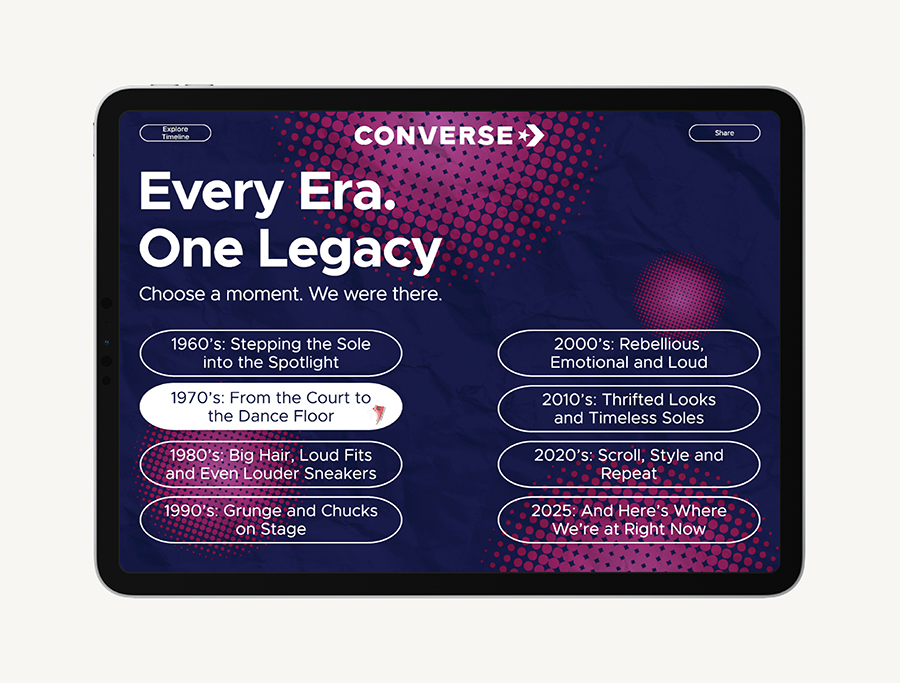 Explore
Timeline
CONVERSE
Share
Every Era.
One Legacy
Choose a moment. We were there.
1960's: Stepping the Sole
into the Spotlight
1970's: From the Court to
the Dance Floor
1980's: Big Hair, Loud Fits
and Even Louder Sneakers
1990's: Grunge and Chucks
on Stage
2000's: Rebellious,
Emotional and Loud
2010's: Thrifted Looks
and Timeless Soles
2020's: Scroll, Style and
Repeat
2025: And Here's Where
We're at Right Now